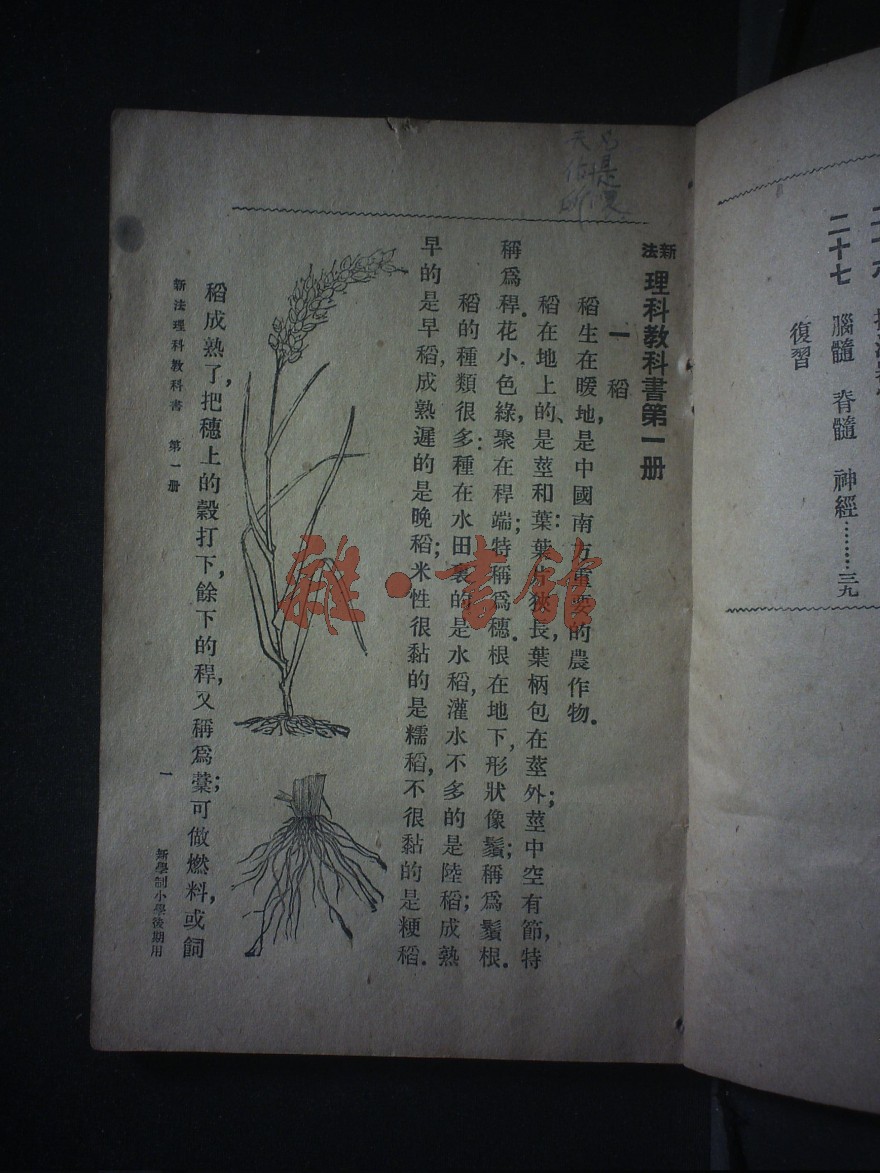 二十七　腦髓　脊髓　神經………三九
復習
新法理科教科書第一册
一　稻
稻生在暖地，是中國南方重要的農作物．
稻在地上的、是莖和葉：葉片狹長，葉柄包在莖外；莖中空有節，特
稱爲稈．花小．色綠，聚在稈端；特稱爲穗．根在地下，形狀像鬚；稱爲鬚根．
稻的種類很多：種在水田裏的是水稻，灌水不多的是陸稻；成熟
早的是早稻，成熟遲的是晚稻；米性很黏的是糯稻，不很黏的是粳稻．
稻成熟了，把穗上的穀打下，餘下的稈，又稱爲藁；可做燃料，或飼
新法理科教科書　第一册
一
新學制小學後期用
雜·書館